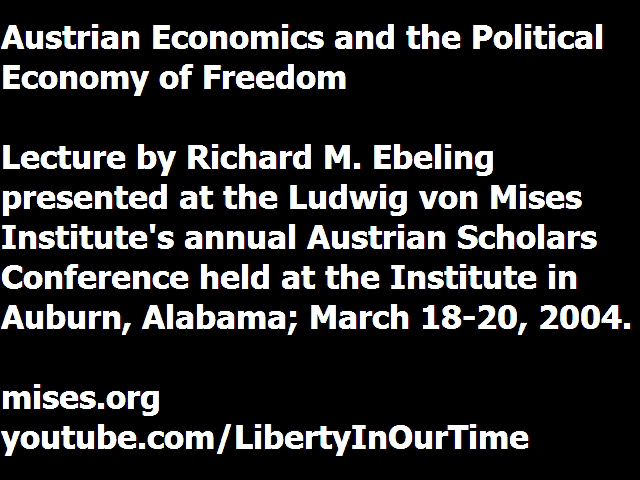 Austrian Economics and the Political
Economy of Freedom
Lecture by Richard M. Ebeling
presented at the Ludwig von Mises
Institute's annual Austrian Scholars
Conference held at the Institute in
Auburn, Alabama; March 18-20, 2004.
mises.org
youtube.com/LibertyInOurTime